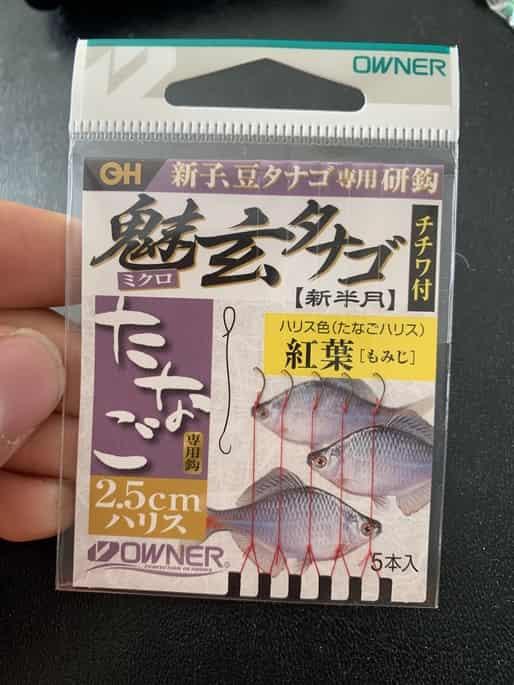 OWNER
OH 新子、豆タナゴ専用研鈎
魅玄タナゴ
ミクロ
【新半月】
チチワ付
ハリス色(たなごハリス)
紅葉[もみじ]
たなご
専用鈎
2.5cm
ハリス
OWNER®
5本入